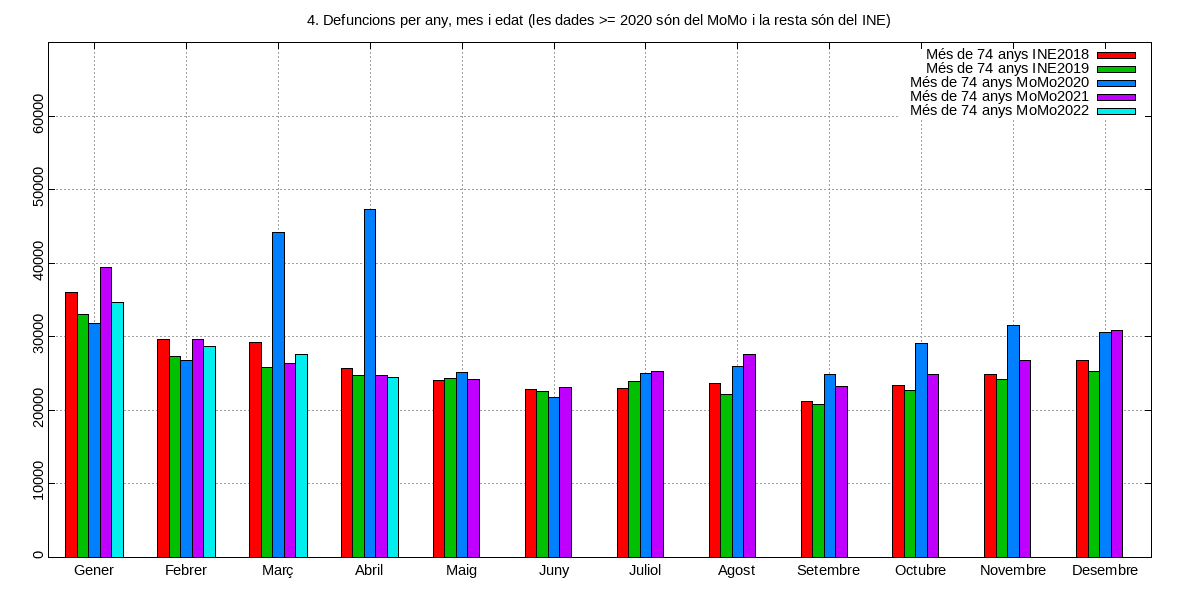 4. Defuncions per any, mes i edat (les dades >= 2020 són del MoMo i la resta són del INE)
Més de 74 anys INE2018
Més de 74 anys INE2019
Més de 74 anys MoMo2020
Més de 74 anys MoMo2021
Més de 74 anys MoMo2022
60000
50000
40000
30000
20000
10000
0
Gener Febrer Març Abril Maig Juny Juliol Agost Setembre Octubre Novembre Desembre